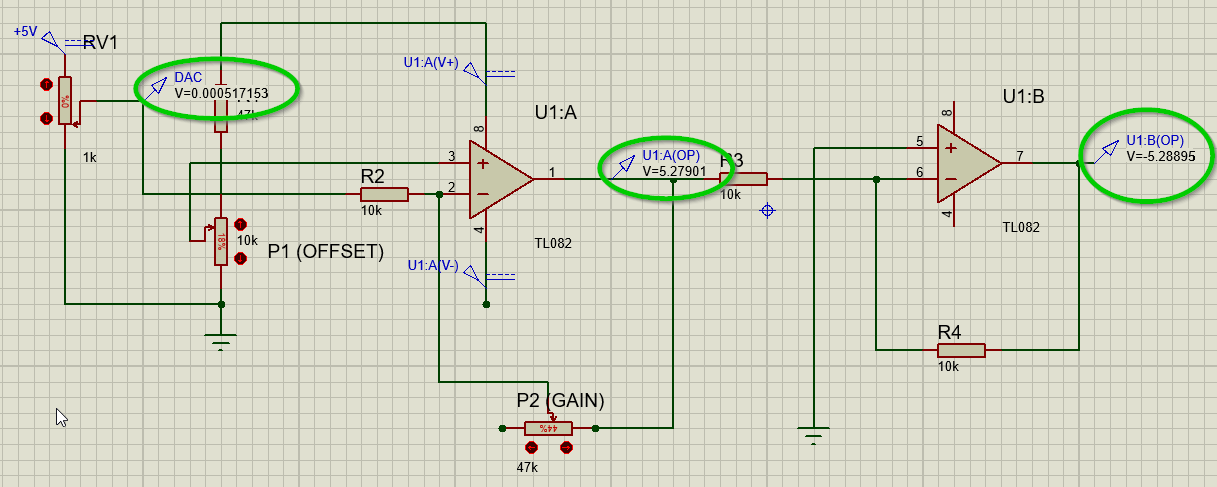 +5V
RV1
0%
1k
DAC
V=0.000517153
47k
U1:A(V+)
U1:A
8
3
2
1
4
TL082
R2
10k
U1:A(V-)
18%
10k
P1 (OFFSET)
U1:A(OP)
V=5.27901
R3
10k
U1:B
8
5
6
7
4
TL082
U1:B(OP)
V=-5.28895
R4
10k
P2 (GAIN)
44%
47k